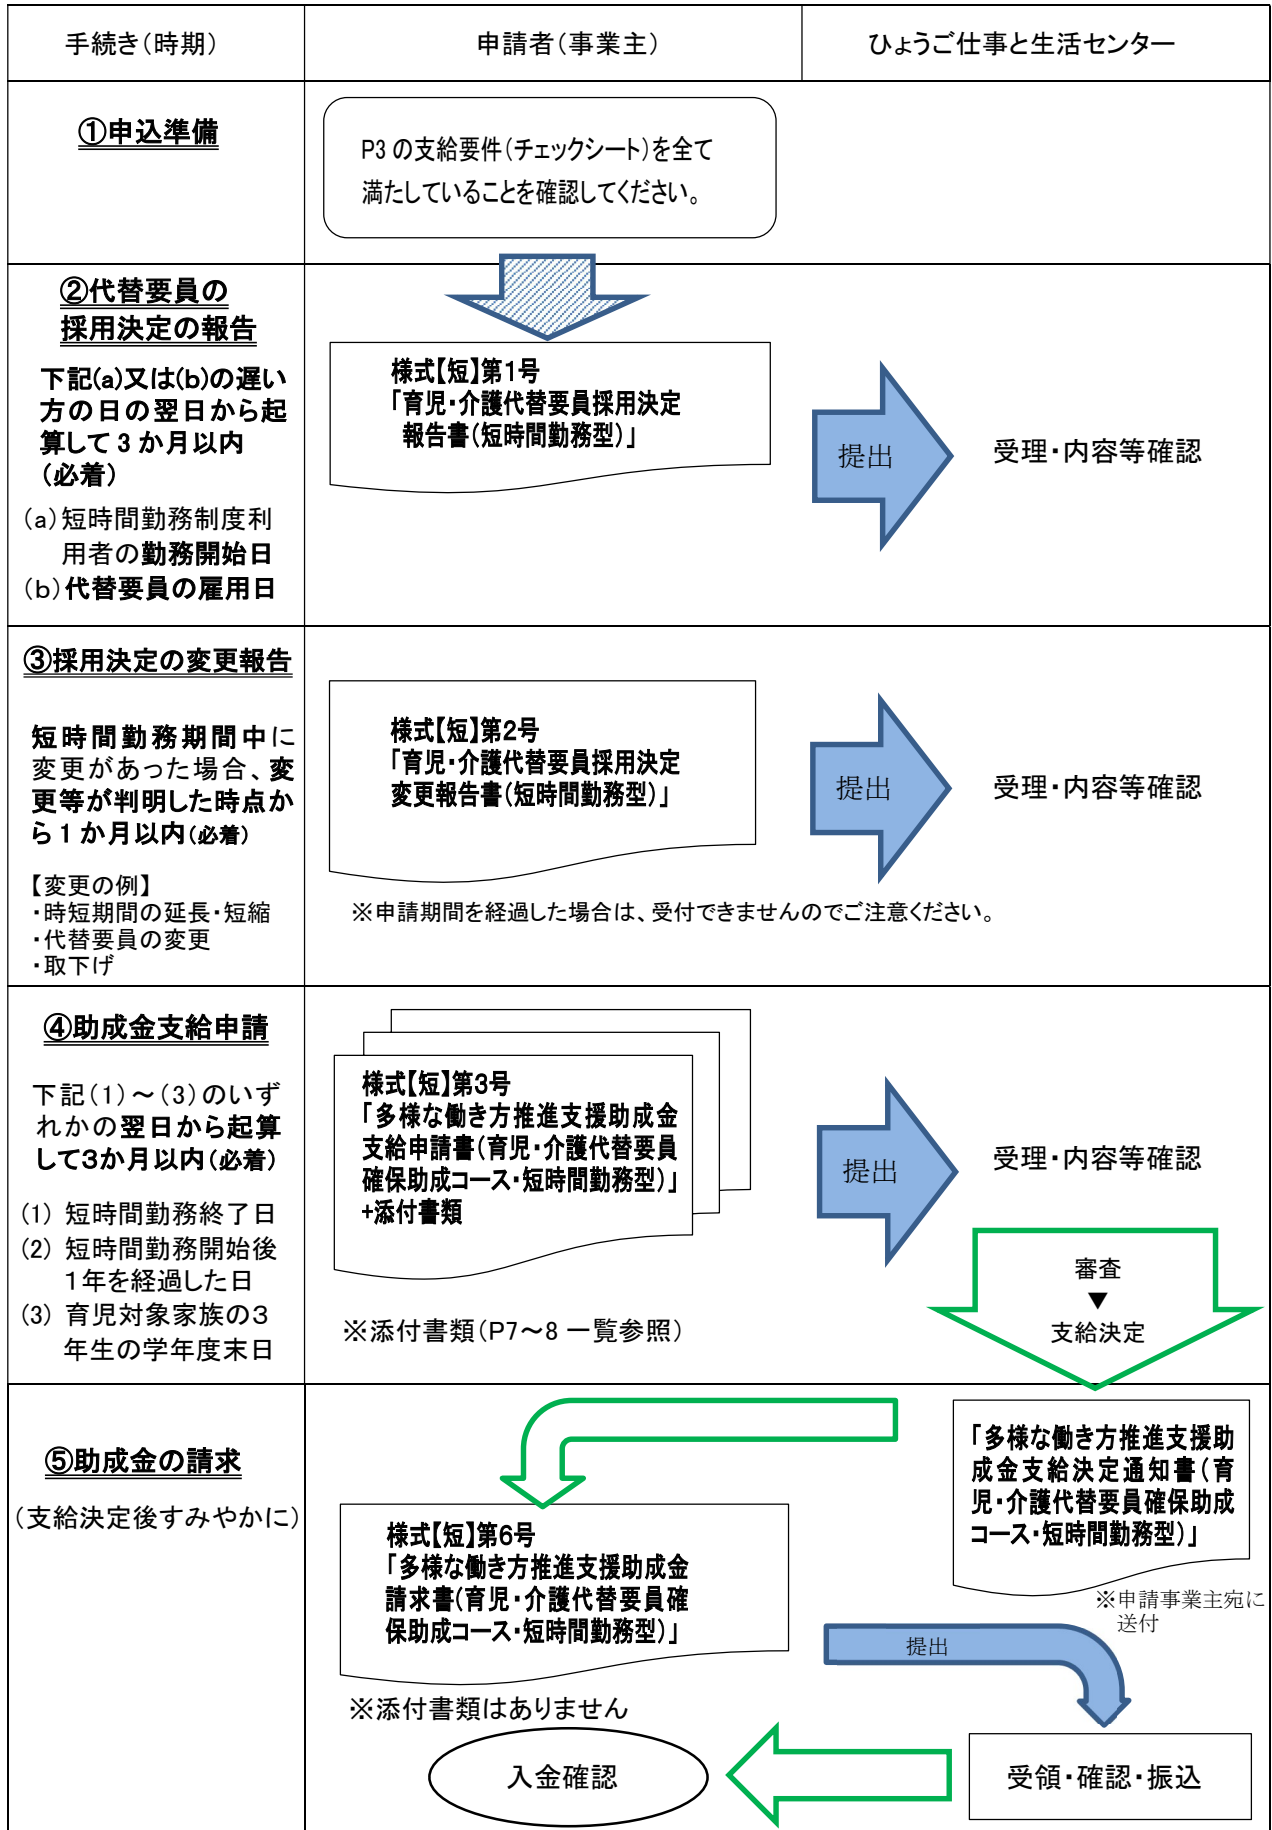 手続き（時期）
申請者（事業主）
ひょうご仕事と生活センター
①申込準備
P3 の支給要件（チェックシート）を全て
満たしていることを確認してください。
②代替要員の
採用決定の報告
下記(a)又は(b)の遅い
方の日の翌日から起
算して 3 か月以内
（必着）
（a）短時間勤務制度利
用者の勤務開始日
（ｂ）代替要員の雇用日
様式【短】第1号
「育児・介護代替要員採用決定
報告書（短時間勤務型）」
提出
受理・内容等確認
③採用決定の変更報告
短時間勤務期間中に
変更があった場合、変
更等が判明した時点か
ら 1 か月以内（必着）
【変更の例】
・時短期間の延長・短縮
・代替要員の変更
・取下げ
様式【短】第2号
「育児・介護代替要員採用決定
変更報告書（短時間勤務型）」
提出
受理・内容等確認
※申請期間を経過した場合は、受付できませんのでご注意ください。
④助成金支給申請
下記（1）～（3）のいず
れかの翌日から起算
して３か月以内（必着）
(1) 短時間勤務終了日
(2) 短時間勤務開始後
１年を経過した日
(3) 育児対象家族の３
年生の学年度末日
様式【短】第3号
「多様な働き方推進支援助成金
支給申請書（育児・介護代替要員
確保助成コース・短時間勤務型）」
+添付書類
提出
受理・内容等確認
※添付書類（P7～8 一覧参照）
審査
▼
支給決定
⑤助成金の請求
（支給決定後すみやかに）
「多様な働き方推進支援助
成金支給決定通知書（育
児・介護代替要員確保助成
コース・短時間勤務型）」
※申請事業主宛に
送付
様式【短】第6号
「多様な働き方推進支援助成金
請求書（育児・介護代替要員確
保助成コース・短時間勤務型）」
提出
※添付書類はありません
入金確認
受領・確認・振込